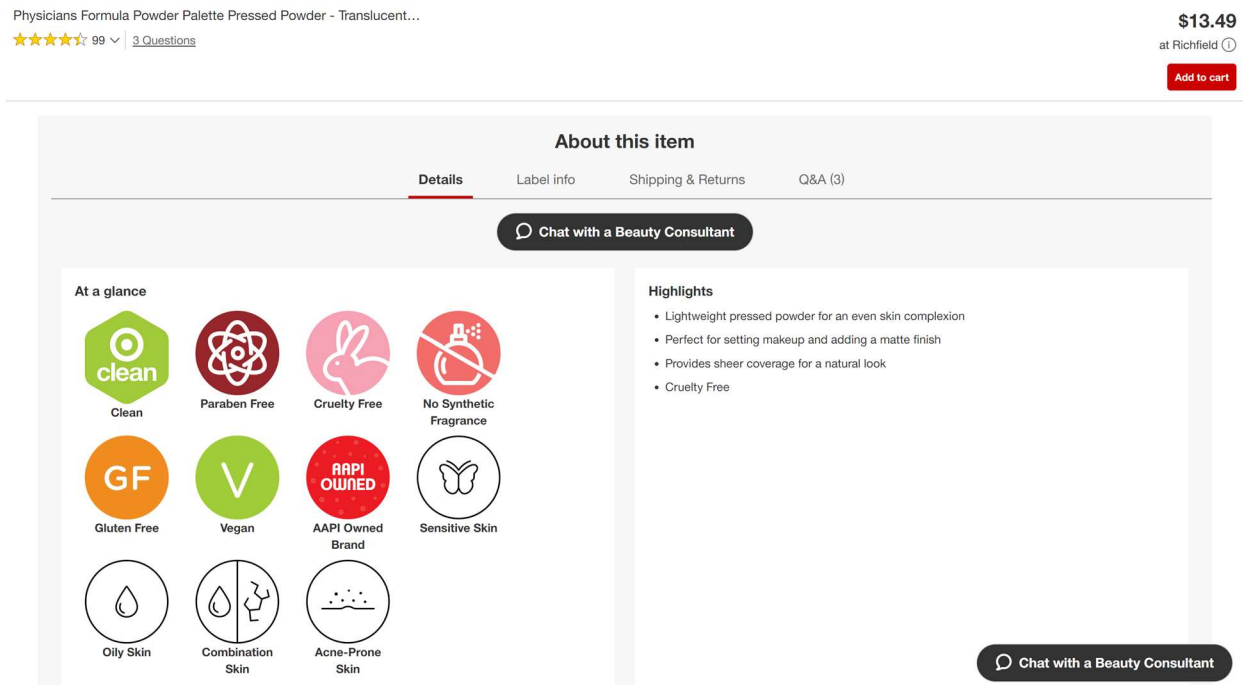 Physicians Formula Powder Palette Pressed Powder - Translucent…
99
3 Questions
$13.49
at Richfield
Add to cart
About this item
Details
Label info
Shipping & Returns
Q&A (3)
Chat with a Beauty Consultant
At a glance
clean
Clean
Paraben Free
Cruelty Free
No Synthetic
Fragrance
GF
Gluten Free
V
Vegan
AAPI
OWNED
AAPI Owned
Brand
Sensitive Skin
Oily Skin
Combination
Skin
Acne-Prone
Skin
Highlights
• Lightweight pressed powder for an even skin complexion
• Perfect for setting makeup and adding a matte finish
• Provides sheer coverage for a natural look
• Cruelty Free
Chat with a Beauty Consultant